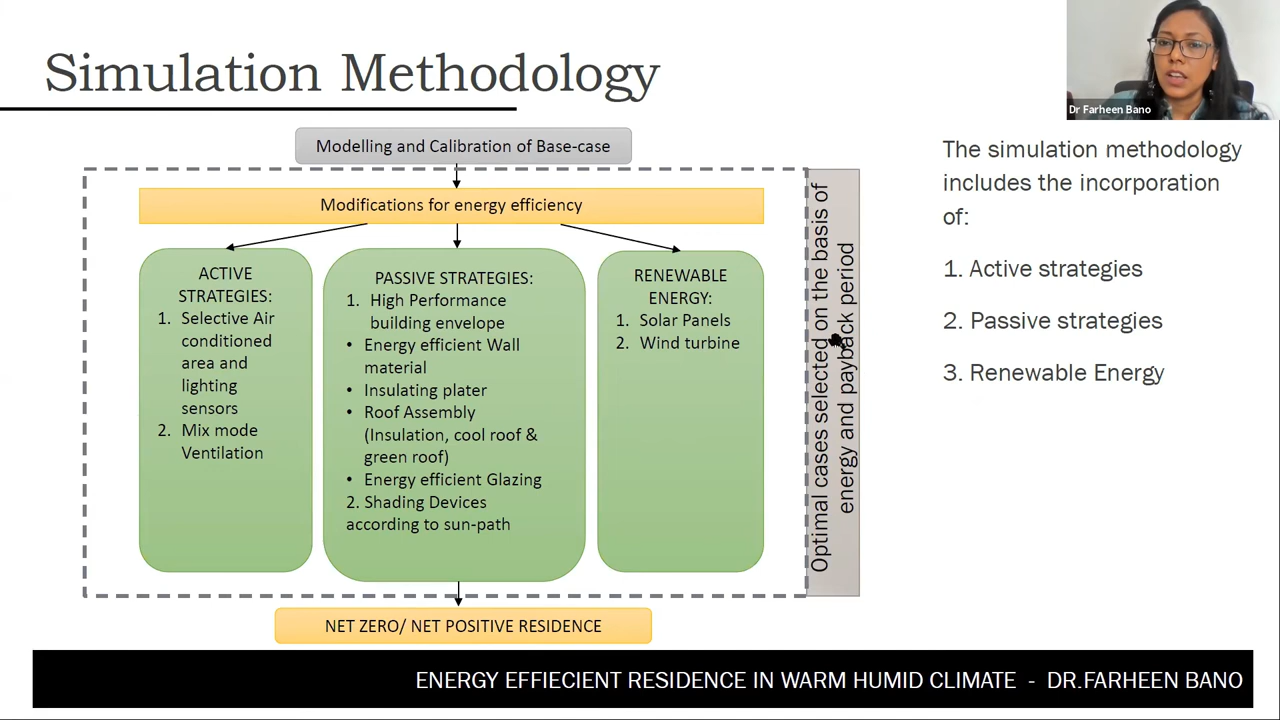 Simulation Methodology
Dr Farheen Bano
Modelling and Calibration of Base-case
Modifications for energy efficiency
ACTIVE
STRATEGIES:
1. Selective Air
conditioned
area and
lighting
sensors
2. Mix mode
Ventilation
PASSIVE STRATEGIES:
1. High Performance
building envelope
• Energy efficient Wall
material
• Insulating plater
• Roof Assembly
(Insulation, cool roof &
green roof)
• Energy efficient Glazing
2. Shading Devices
according to sun-path
RENEWABLE
ENERGY:
1. Solar Panels
2. Wind turbine
Optimal cases selected on the basis of
energy and payback period
NET ZERO/ NET POSITIVE RESIDENCE
The simulation methodology
includes the incorporation
of:
1. Active strategies
2. Passive strategies
3. Renewable Energy
ENERGY EFFIECIENT RESIDENCE IN WARM HUMID CLIMATE - DR.FARHEEN BANO